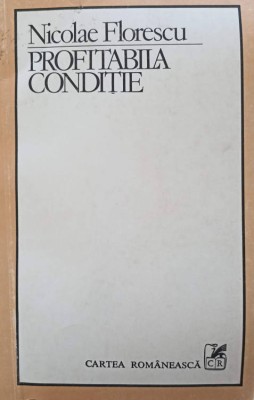 Nicolae Florescu
PROFITABILA
CONDIȚIE
CARTEA ROMÂNEASCĂ
CR